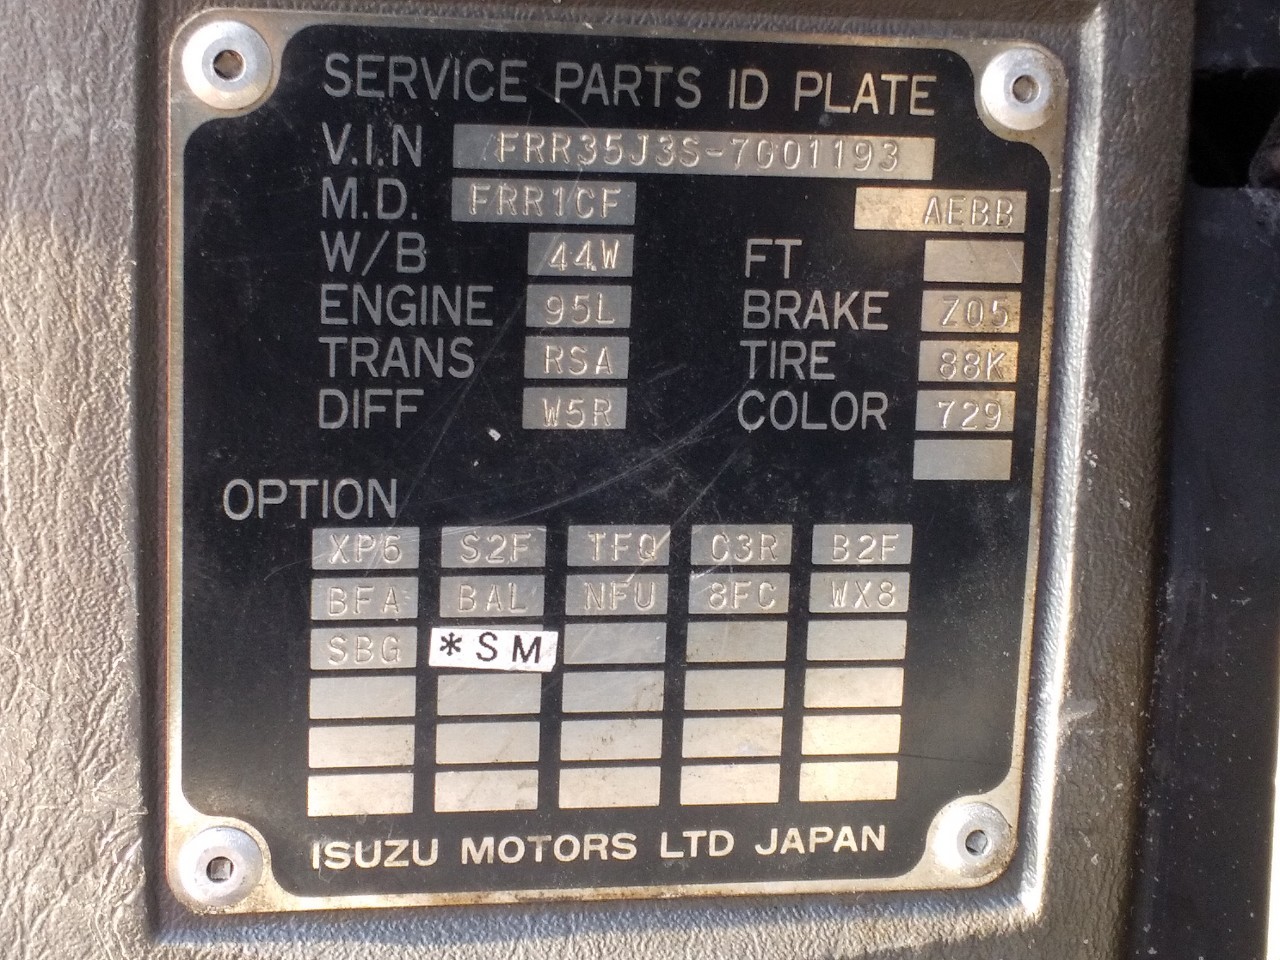 SERVICE PARTS ID PLATE
V.I.N FRR35J3S-7001193
M.D. FRR1CF AEBB
W/B 44W FT
ENGINE 95L BRAKE Z05
TRANS RSA TIRE 88K
DIFF W5R COLOR 729
OPTION
XP5 S2F TFQ C3R B2F
BFA BAL NFU 8FC WX8
SBG *SM
ISUZU MOTORS LTD JAPAN